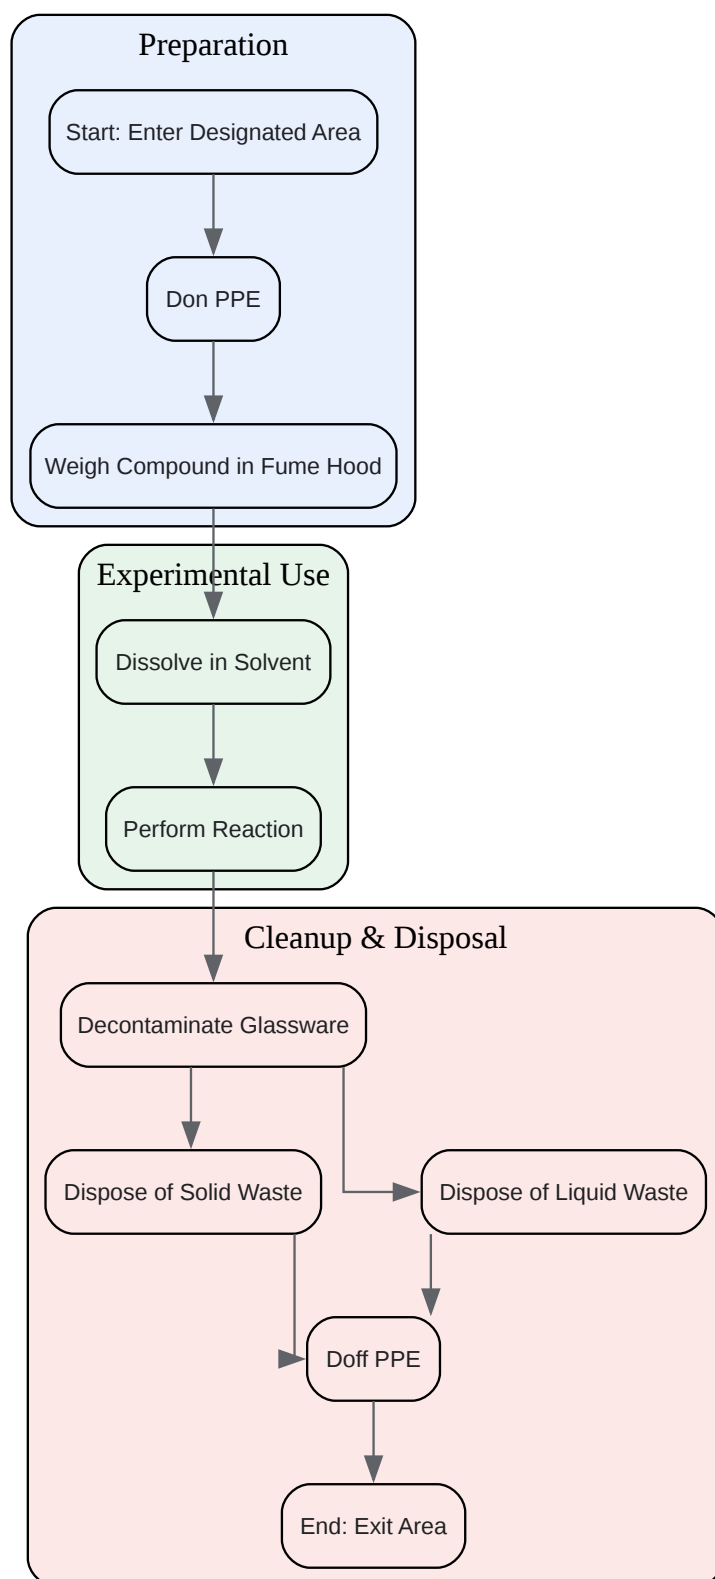 Preparation
Start: Enter Designated Area
Don PPE
Weigh Compound in Fume Hood
Experimental Use
Dissolve in Solvent
Perform Reaction
Cleanup & Disposal
Decontaminate Glassware
Dispose of Solid Waste
Dispose of Liquid Waste
Doff PPE
End: Exit Area